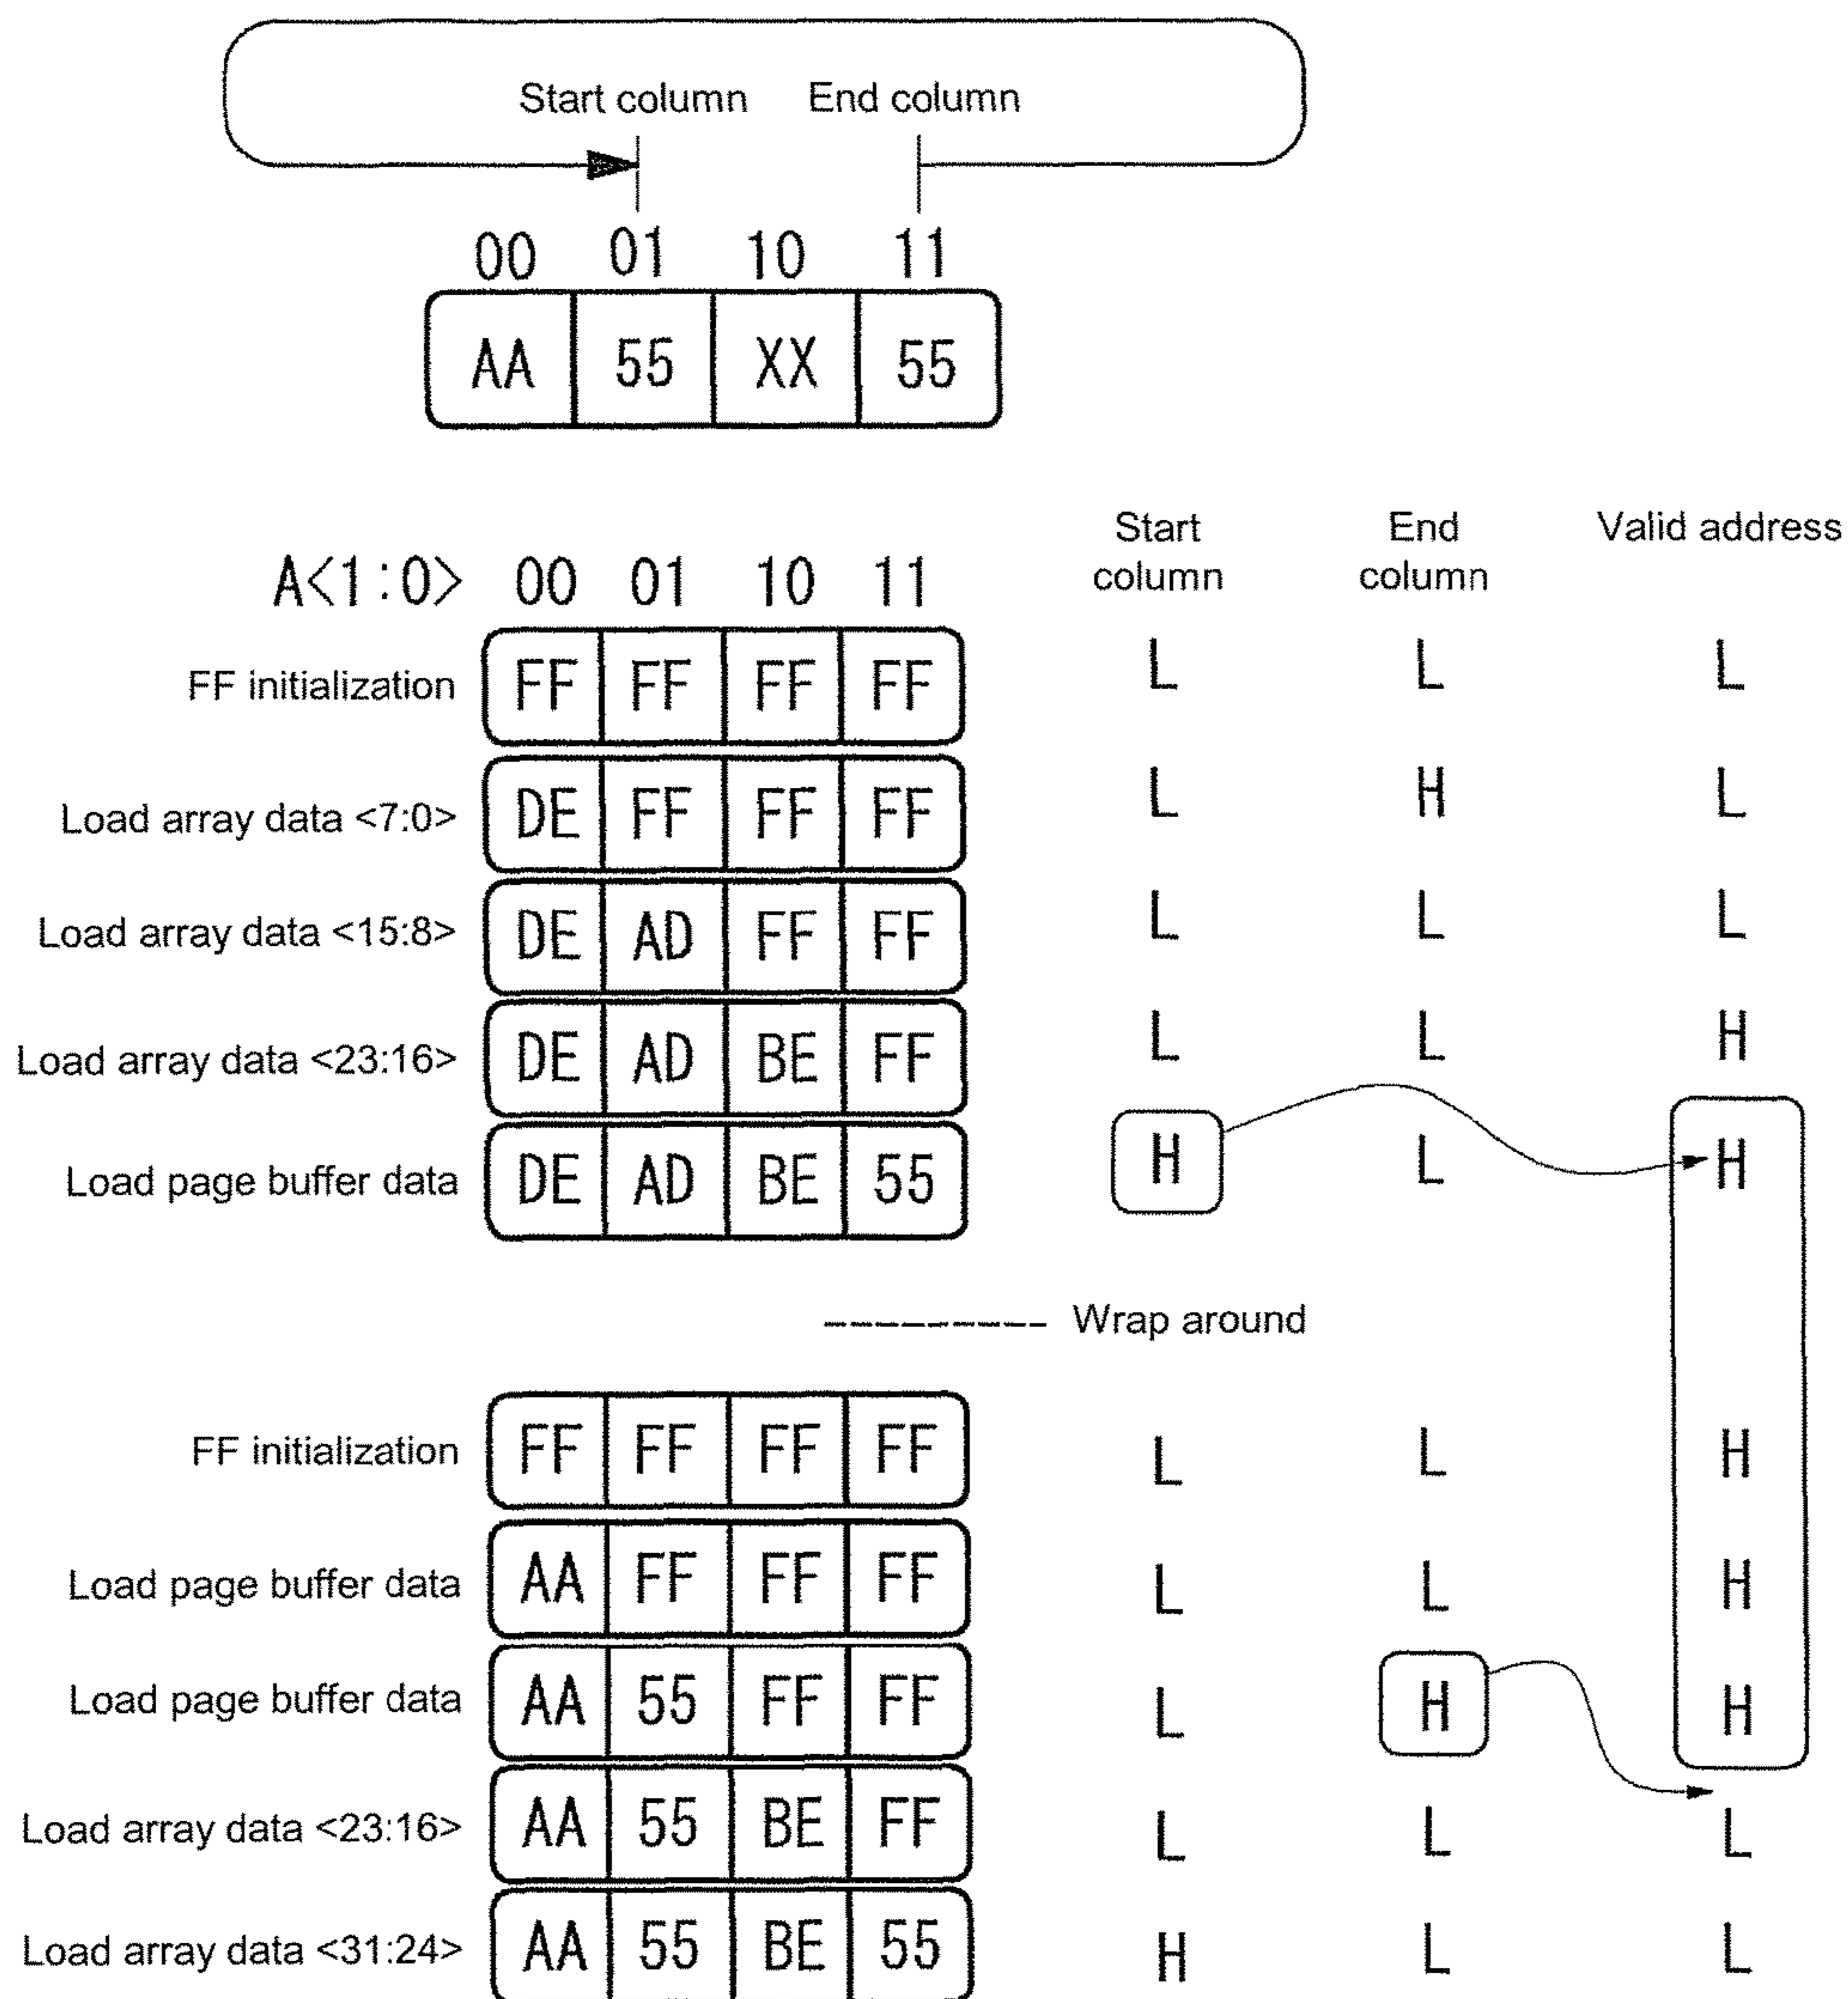 Start column End column
00 01 10 11
AA 55 XX 55
Start column End column Valid address
A<1:0> 00 01 10 11
FF initialization FF FF FF FF L L L
Load array data <7:0> DE FF FF FF L H L
Load array data <15:8> DE AD FF FF L L L
Load array data <23:16> DE AD BE FF L L H
Load page buffer data DE AD BE 55 H L H
Wrap around
FF initialization FF FF FF FF L L H
Load page buffer data AA FF FF FF L L H
Load page buffer data AA 55 FF FF L H H
Load array data <23:16> AA 55 BE FF L L L
Load array data <31:24> AA 55 BE 55 H L L